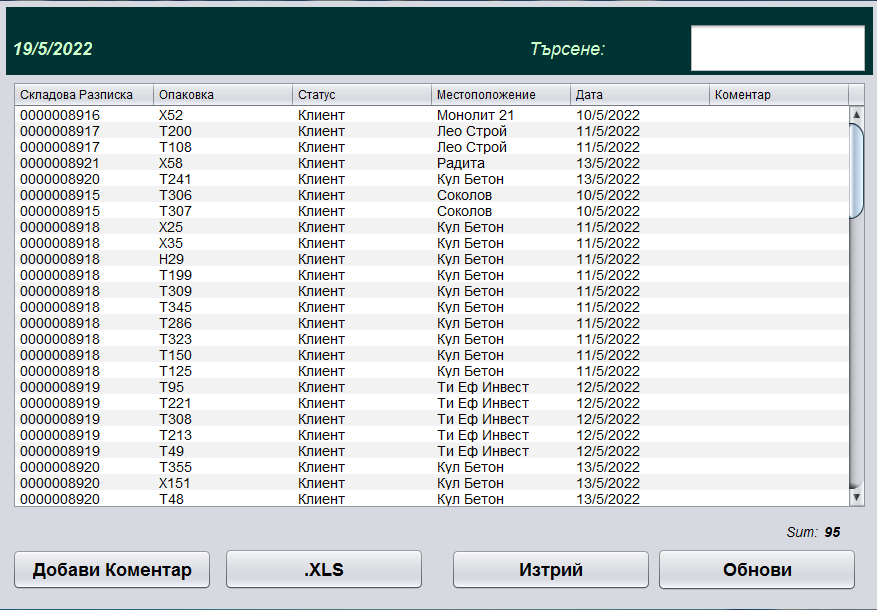 19/5/2022 Търсене:
Складова Разписка Опаковка Статус Местоположение Дата Коментар
0000008916 X52 Клиент Монолит 21 10/5/2022
0000008917 T200 Клиент Лео Строй 11/5/2022
0000008917 T108 Клиент Лео Строй 11/5/2022
0000008921 X58 Клиент Радита 13/5/2022
0000008920 T241 Клиент Кул Бетон 13/5/2022
0000008915 T306 Клиент Соколов 10/5/2022
0000008915 T307 Клиент Соколов 10/5/2022
0000008918 X25 Клиент Кул Бетон 11/5/2022
0000008918 X35 Клиент Кул Бетон 11/5/2022
0000008918 H29 Клиент Кул Бетон 11/5/2022
0000008918 T199 Клиент Кул Бетон 11/5/2022
0000008918 T309 Клиент Кул Бетон 11/5/2022
0000008918 T345 Клиент Кул Бетон 11/5/2022
0000008918 T286 Клиент Кул Бетон 11/5/2022
0000008918 T323 Клиент Кул Бетон 11/5/2022
0000008918 T150 Клиент Кул Бетон 11/5/2022
0000008918 T125 Клиент Кул Бетон 11/5/2022
0000008919 T95 Клиент Ти Еф Инвест 12/5/2022
0000008919 T221 Клиент Ти Еф Инвест 12/5/2022
0000008919 T308 Клиент Ти Еф Инвест 12/5/2022
0000008919 T213 Клиент Ти Еф Инвест 12/5/2022
0000008919 T49 Клиент Ти Еф Инвест 12/5/2022
0000008920 T355 Клиент Кул Бетон 13/5/2022
0000008920 X151 Клиент Кул Бетон 13/5/2022
0000008920 T48 Клиент Кул Бетон 13/5/2022
Sum: 95
Добави Коментар .XLS Изтрий Обнови